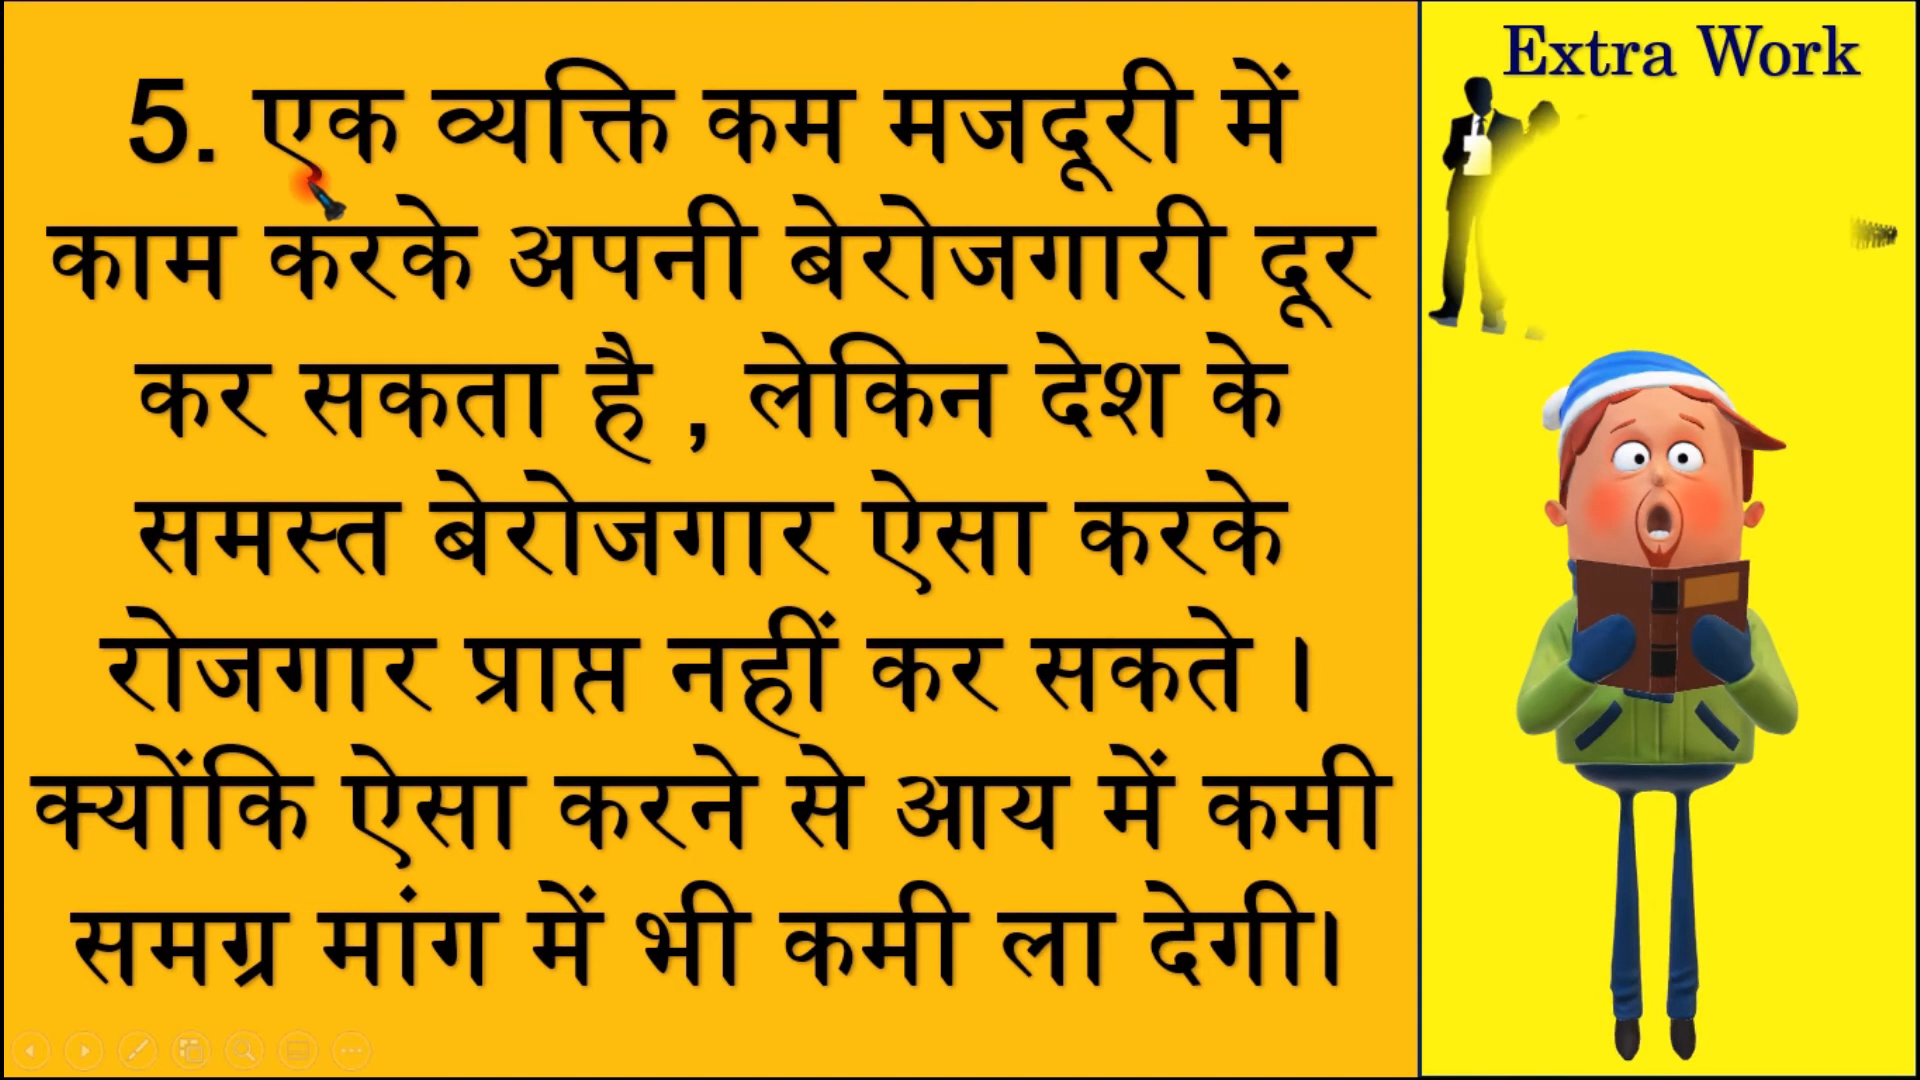 5. एक व्यक्ति कम मजदूरी में
काम करके अपनी बेरोजगारी दूर
कर सकता है , लेकिन देश के
समस्त बेरोजगार ऐसा करके
रोजगार प्राप्त नहीं कर सकते ।
क्योंकि ऐसा करने से आय में कमी
समग्र मांग में भी कमी ला देगी।
Extra Work